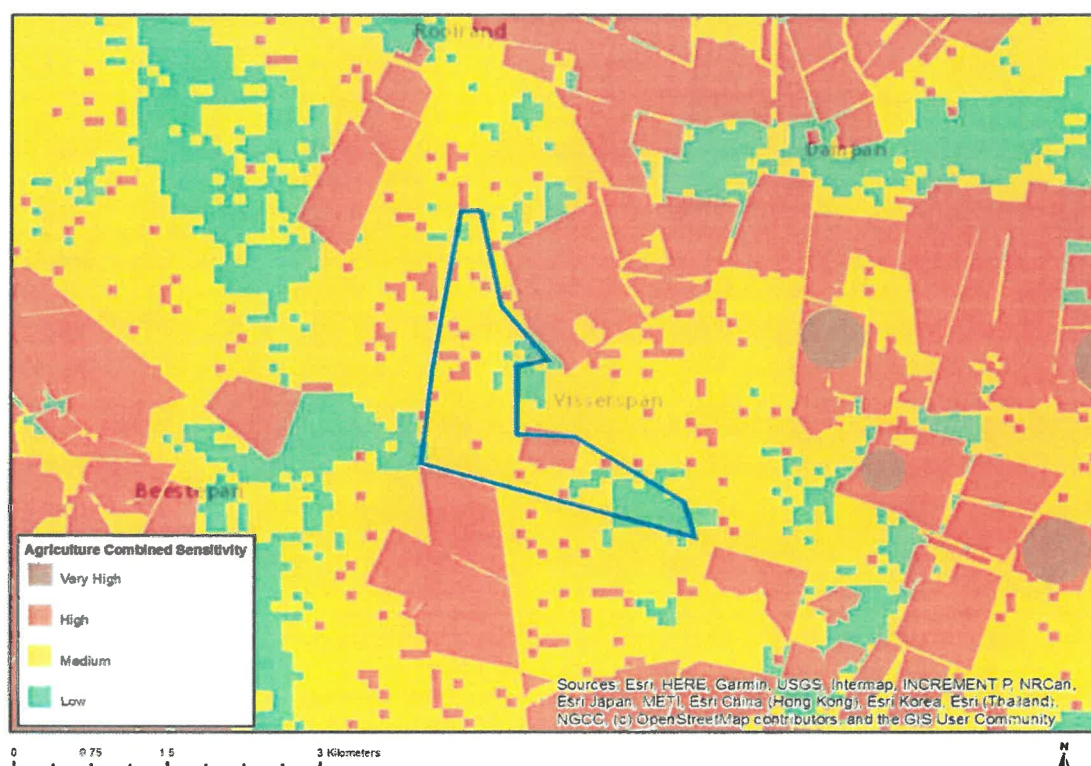 Rooirand
Dampan
Visserspan
Beestepan
Agriculture Combined Sensitivity
Very High
High
Medium
Low
Sources: Esri, HERE, Garmin, USGS, Intermap, INCREMENT P, NRCan,
Esri Japan, METI, Esri China (Hong Kong), Esri Korea, Esri (Thailand),
NGCC, (c) OpenStreetMap contributors, and the GIS User Community
0 0.75 1.5 3 Kilometers
N